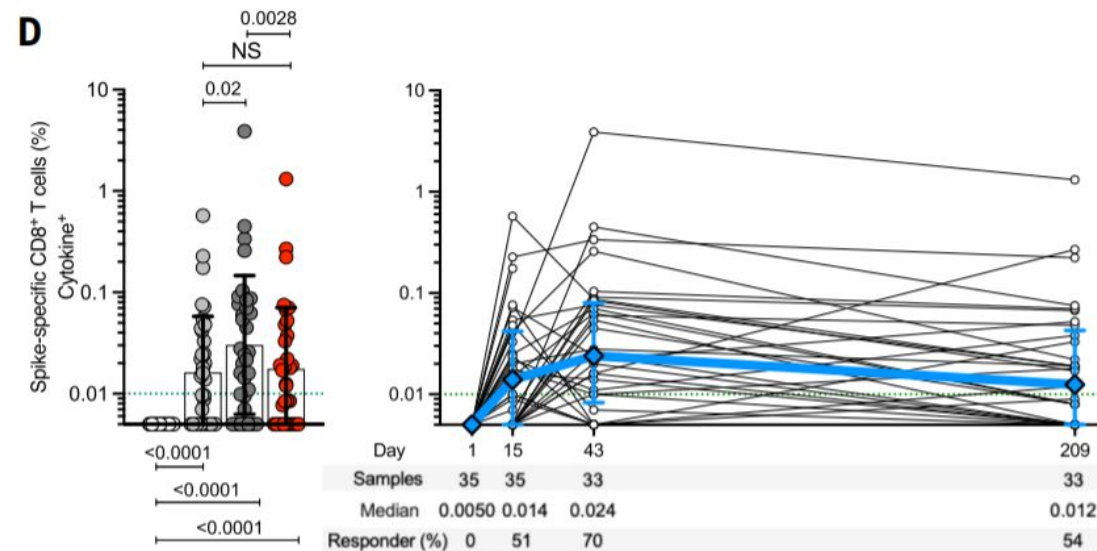 D
0.0028
NS
0.02
10
1
0.1
0.01
Spike-specific CD8⁺ T cells (%)
Cytokine⁺
<0.0001
<0.0001
<0.0001
10
1
0.1
0.01
Day 1 15 43 209
Samples 35 35 33 33
Median 0.0050 0.014 0.024 0.012
Responder (%) 0 51 70 54